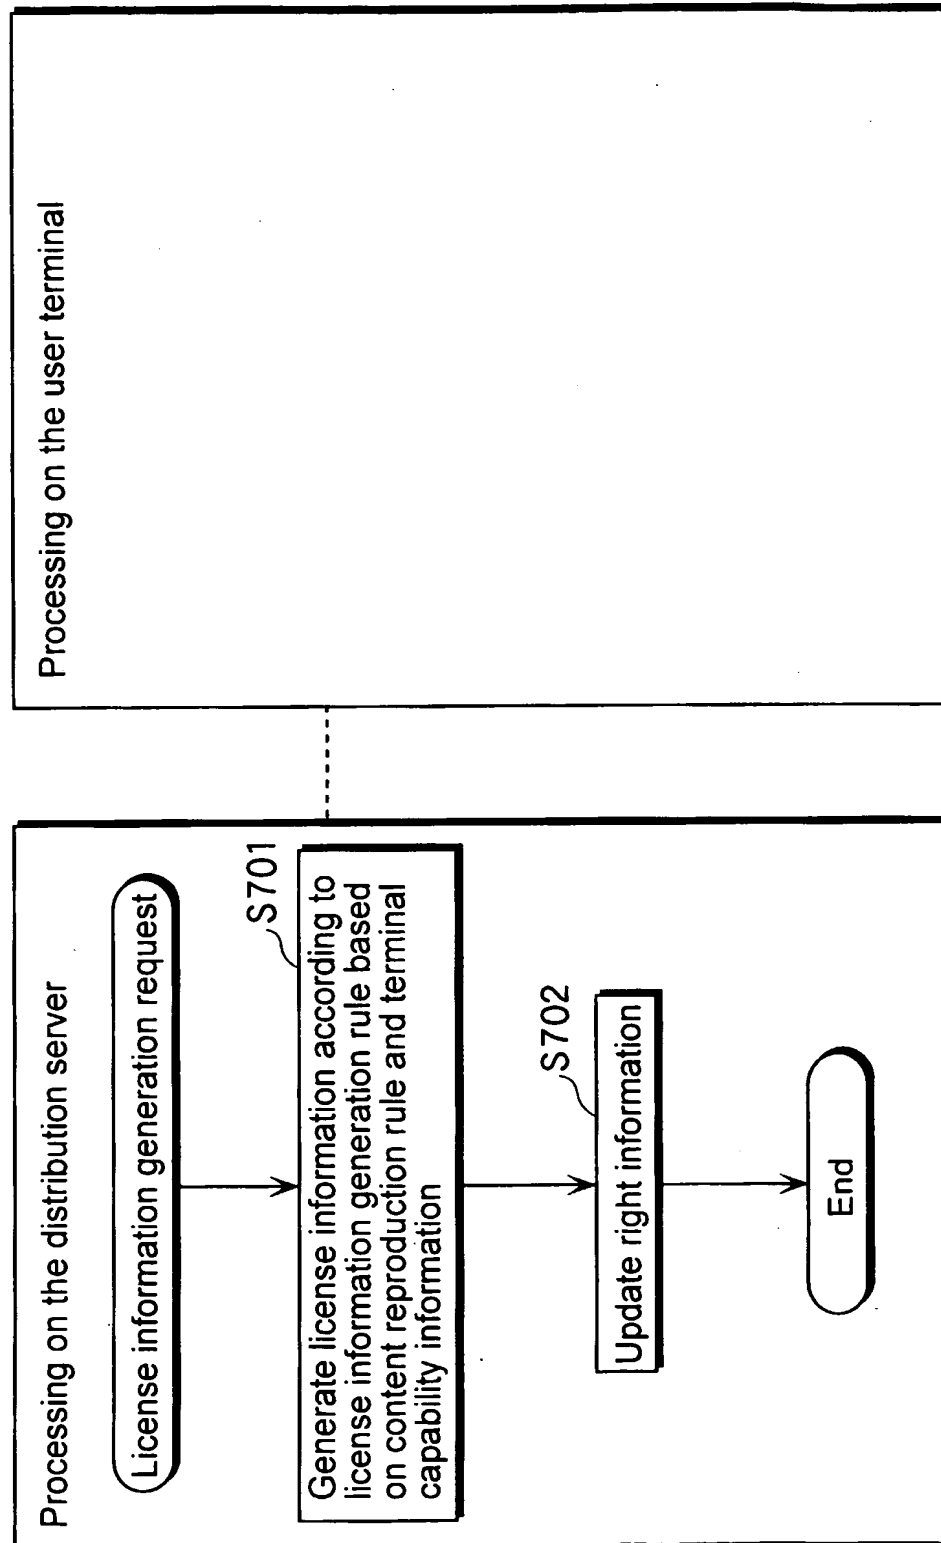 Processing on the distribution server
License information generation request
S701
Generate license information according to
license information generation rule based
on content reproduction rule and terminal
capability information
S702
Update right information
End
Processing on the user terminal